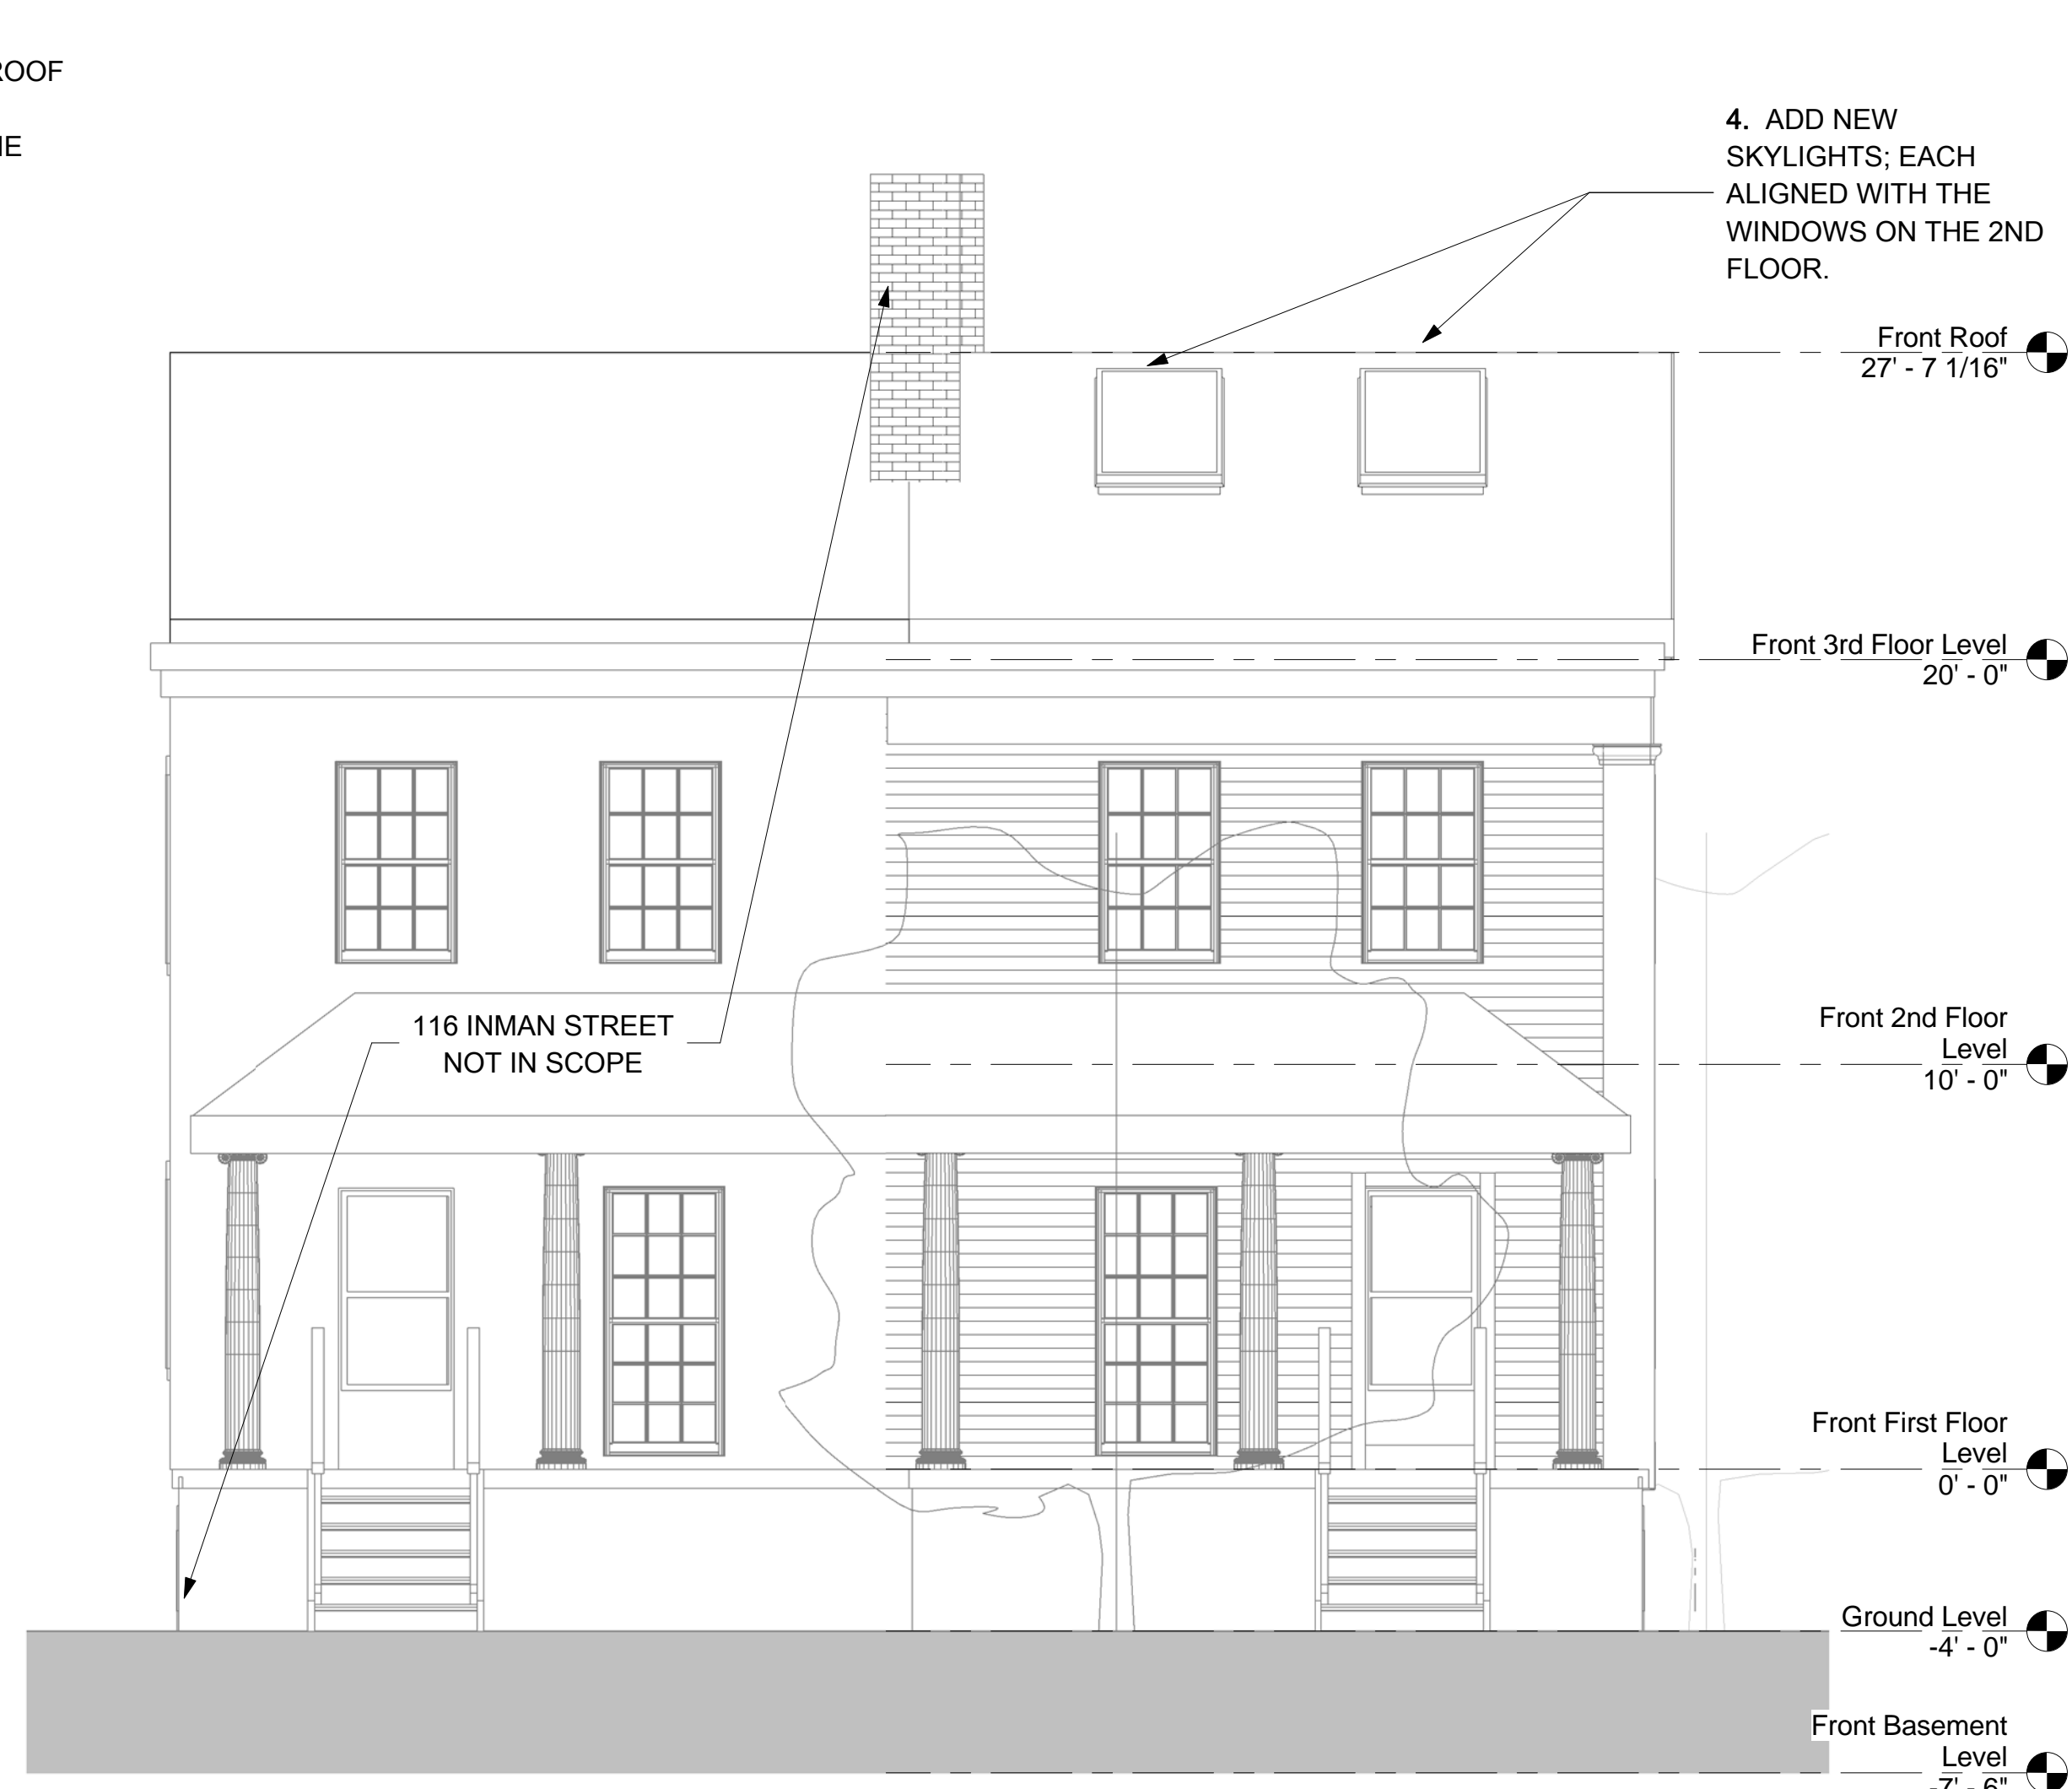 4. ADD NEW
SKYLIGHTS; EACH
ALIGNED WITH THE
WINDOWS ON THE 2ND
FLOOR.
Front Roof
27' - 7 1/16"
Front 3rd Floor Level
20' - 0"
116 INMAN STREET
NOT IN SCOPE
Front 2nd Floor
Level
10' - 0"
Front First Floor
Level
0' - 0"
Ground Level
-4' - 0"
Front Basement
Level
-7' - 6"